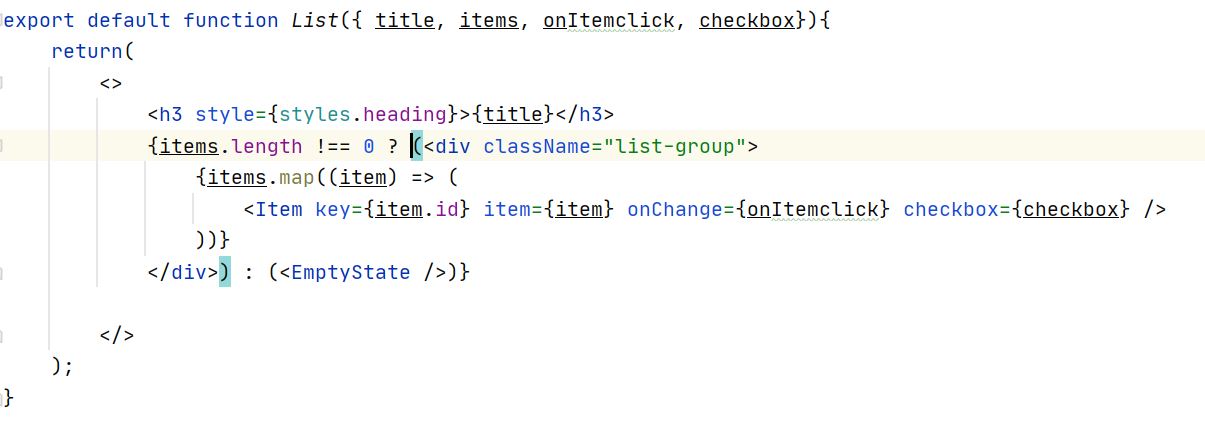 export default function List({ title, items, onItemclick, checkbox}){
return(
<>
<h3 style={styles.heading}>{title}</h3>
{items.length !== 0 ? (<div className="list-group">
{items.map((item) => (
<Item key={item.id} item={item} onChange={onItemclick} checkbox={checkbox} />
))}
</div>) : (<EmptyState />)}
</>
);
}